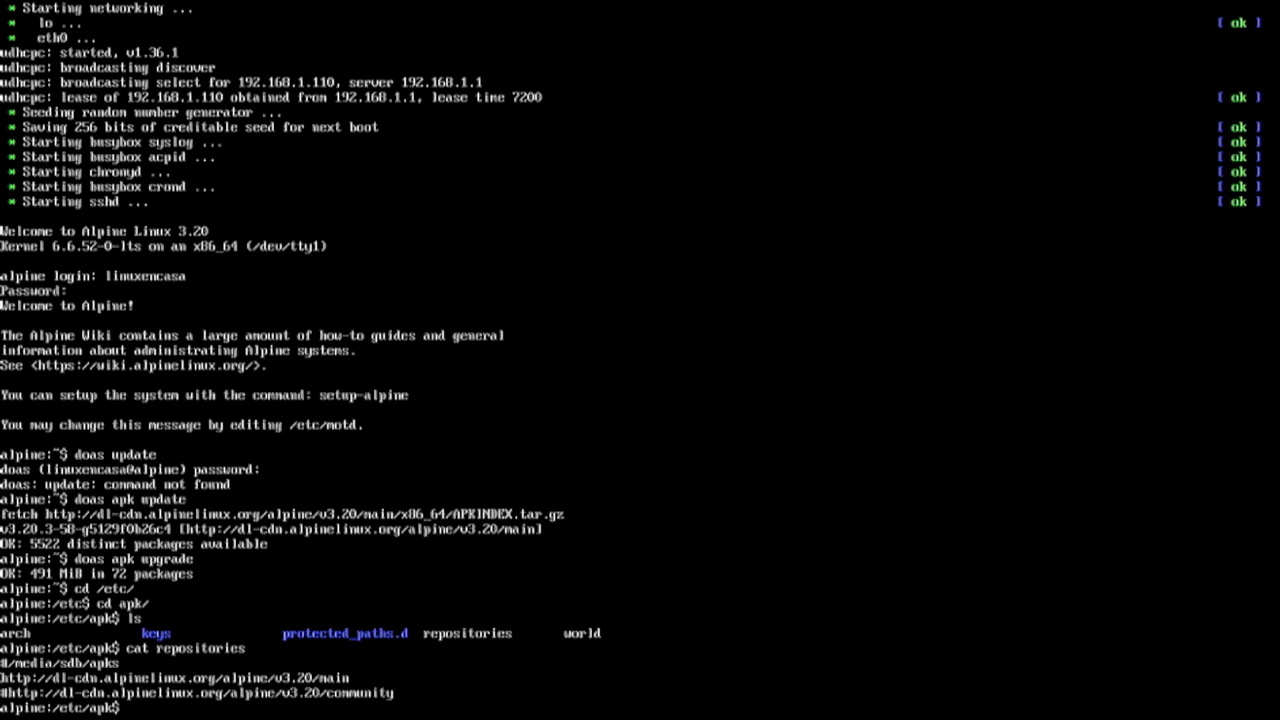 * Starting networking ...
*   lo ... [ ok ]
*   eth0 ...
udhcpc: started, v1.36.1
udhcpc: broadcasting discover
udhcpc: broadcasting select for 192.168.1.110, server 192.168.1.1
udhcpc: lease of 192.168.1.110 obtained from 192.168.1.1, lease time 7200 [ ok ]
* Seeding random number generator ...
* Saving 256 bits of creditable seed for next boot [ ok ]
* Starting busybox syslog ... [ ok ]
* Starting busybox acpid ... [ ok ]
* Starting chronyd ... [ ok ]
* Starting busybox crond ... [ ok ]
* Starting sshd ... [ ok ]
Welcome to Alpine Linux 3.20
Kernel 6.6.52-0-lts on an x86_64 (/dev/tty1)
alpine login: linuxencasa
Password:
Welcome to Alpine!
The Alpine Wiki contains a large amount of how-to guides and general
information about administrating Alpine systems.
See <https://wiki.alpinelinux.org/>.
You can setup the system with the command: setup-alpine
You may change this message by editing /etc/motd.
alpine:~$ doas update
doas (linuxencasa@alpine) password:
doas: update: command not found
alpine:~$ doas apk update
fetch http://dl-cdn.alpinelinux.org/alpine/v3.20/main/x86_64/APKINDEX.tar.gz
v3.20.3-58-g5129f0b26c4 [http://dl-cdn.alpinelinux.org/alpine/v3.20/main]
OK: 5522 distinct packages available
alpine:~$ doas apk upgrade
OK: 491 MiB in 72 packages
alpine:~$ cd /etc/
alpine:/etc$ cd apk/
alpine:/etc/apk$ ls
arch keys protected_paths.d repositories world
alpine:/etc/apk$ cat repositories
#/media/sdb/apks
http://dl-cdn.alpinelinux.org/alpine/v3.20/main
#http://dl-cdn.alpinelinux.org/alpine/v3.20/community
alpine:/etc/apk$